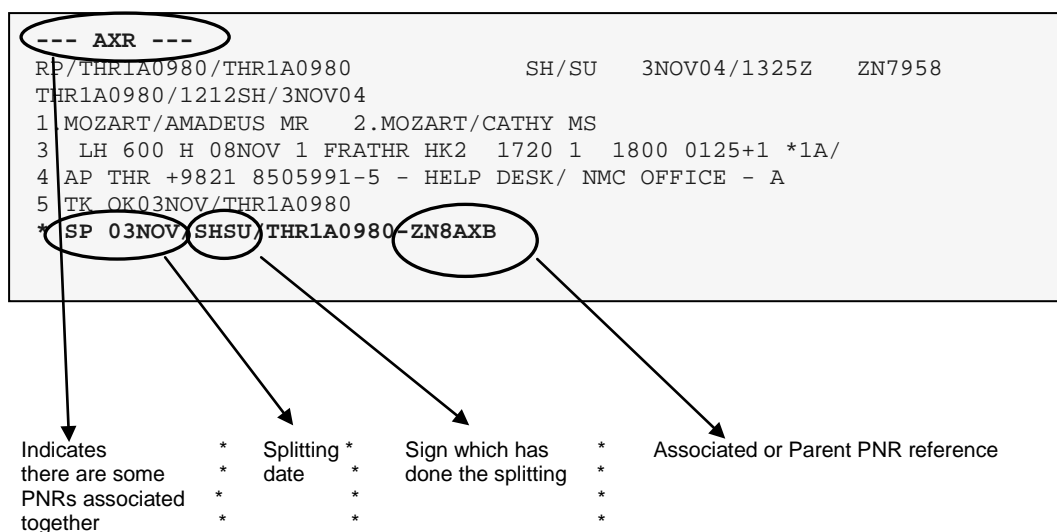 --- AXR ---
RP/THR1A0980/THR1A0980 SH/SU 3NOV04/1325Z ZN7958
THR1A0980/1212SH/3NOV04
1.MOZART/AMADEUS MR 2.MOZART/CATHY MS
3 LH 600 H 08NOV 1 FRATHR HK2 1720 1 1800 0125+1 *1A/
4 AP THR +9821 8505991-5 - HELP DESK/ NMC OFFICE - A
5 TK OK03NOV/THR1A0980
* SP 03NOV/SHSU/THR1A0980-ZN8AXB
Indicates * Splitting * Sign which has * Associated or Parent PNR reference
there are some * date * done the splitting *
PNRs associated * * *
together * * *